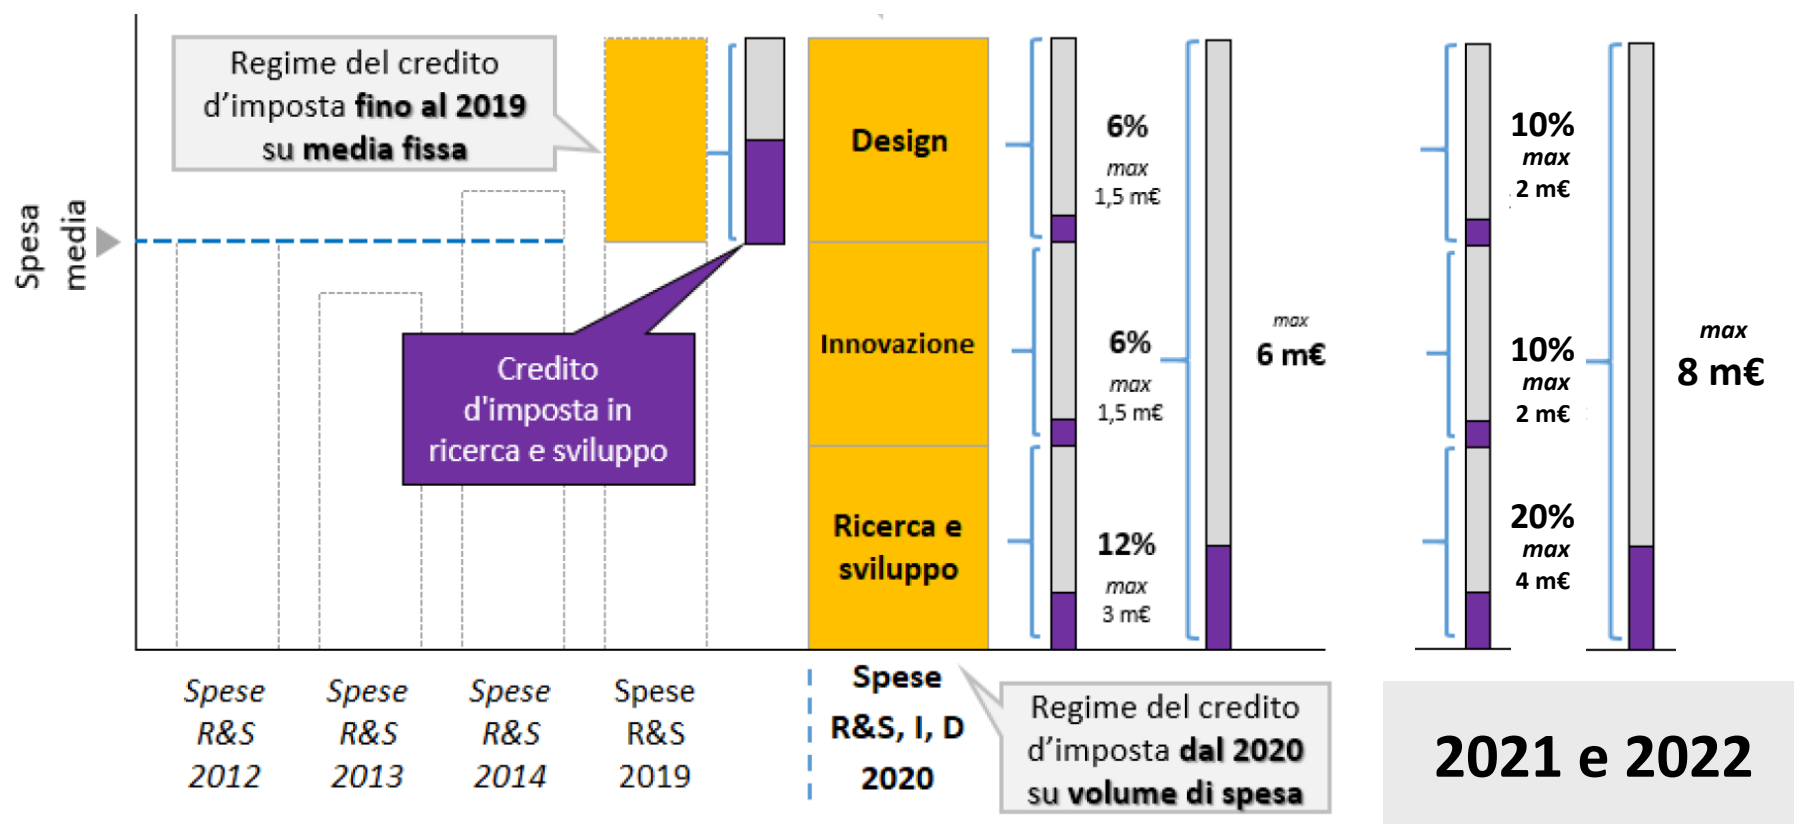 Regime del credito
d’imposta fino al 2019
su media fissa
Spesa
media
Credito
d'imposta in
ricerca e sviluppo
Design
Innovazione
Ricerca e
sviluppo
6%
max
1,5 m€
6%
max
1,5 m€
12%
max
3 m€
max
6 m€
10%
max
2 m€
10%
max
2 m€
20%
max
4 m€
max
8 m€
Spese
R&S
2012
Spese
R&S
2013
Spese
R&S
2014
Spese
R&S
2019
Spese
R&S, I, D
2020
Regime del credito
d’imposta dal 2020
su volume di spesa
2021 e 2022